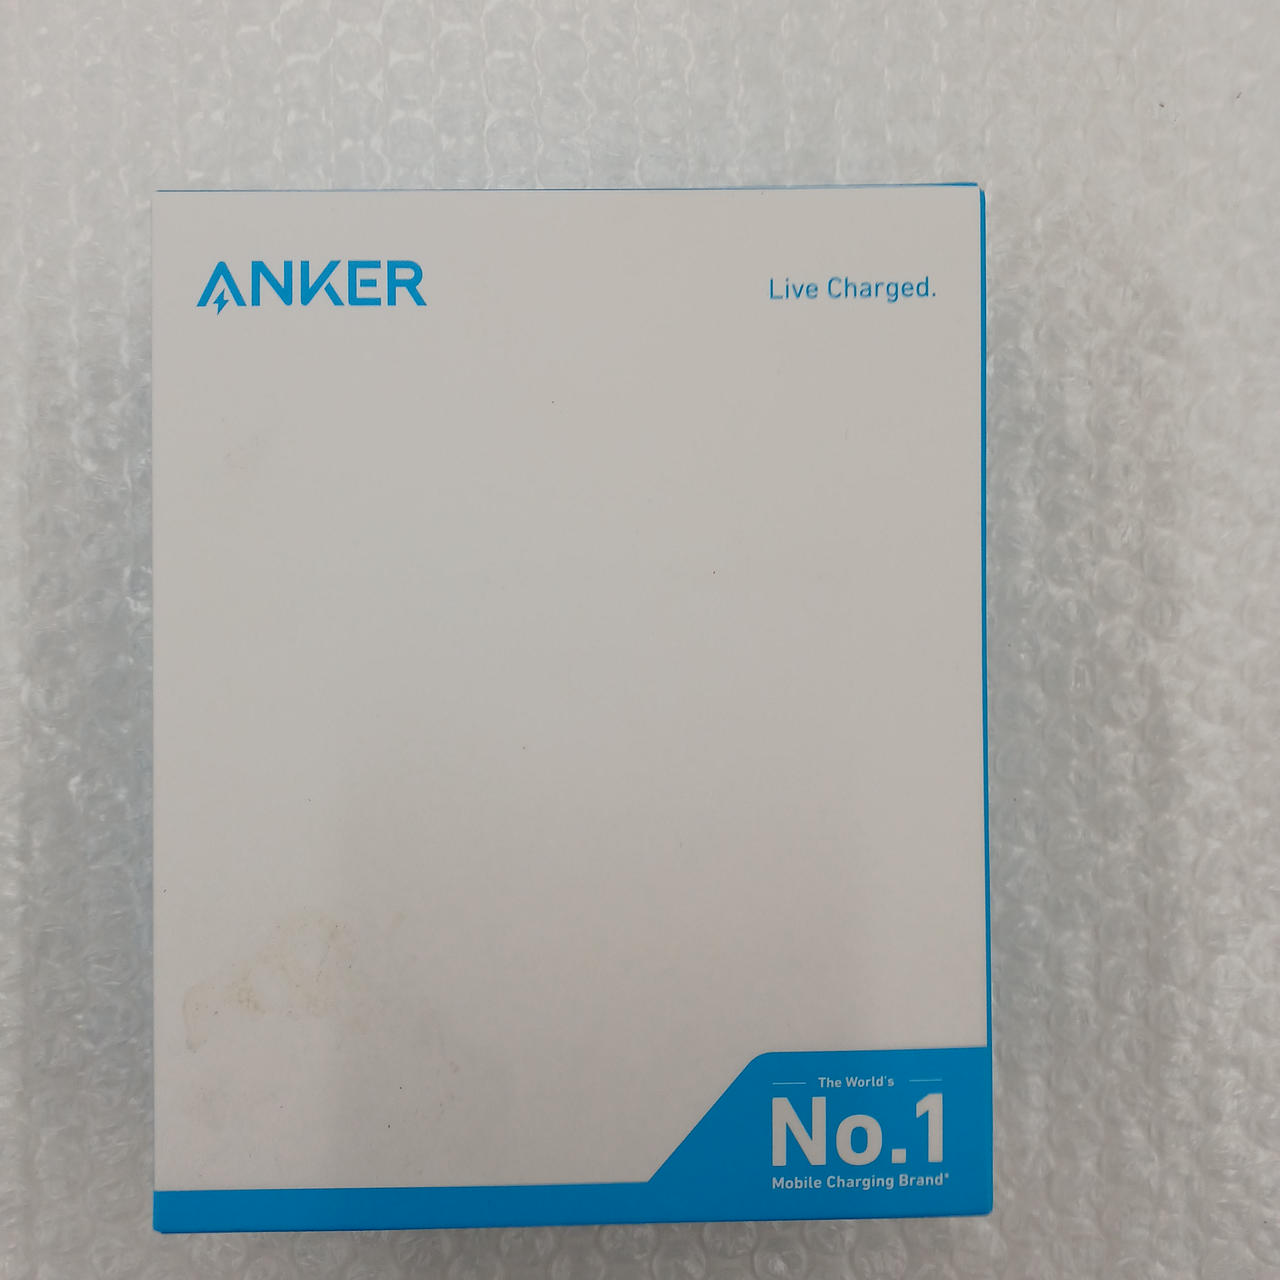 ANKER
Live Charged.
The World's
No.1
Mobile Charging Brand*